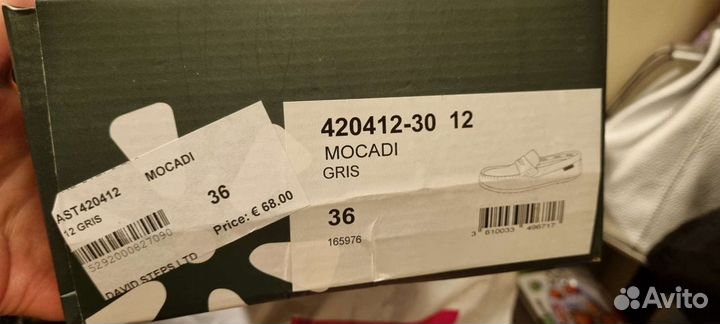 AST420412 MOCADI
12 GRIS
36
Price: € 68.00
5292000827090
DAVID STEPS LTD
420412-30 12
MOCADI
GRIS
36
165976
3 610033 496717
Avito